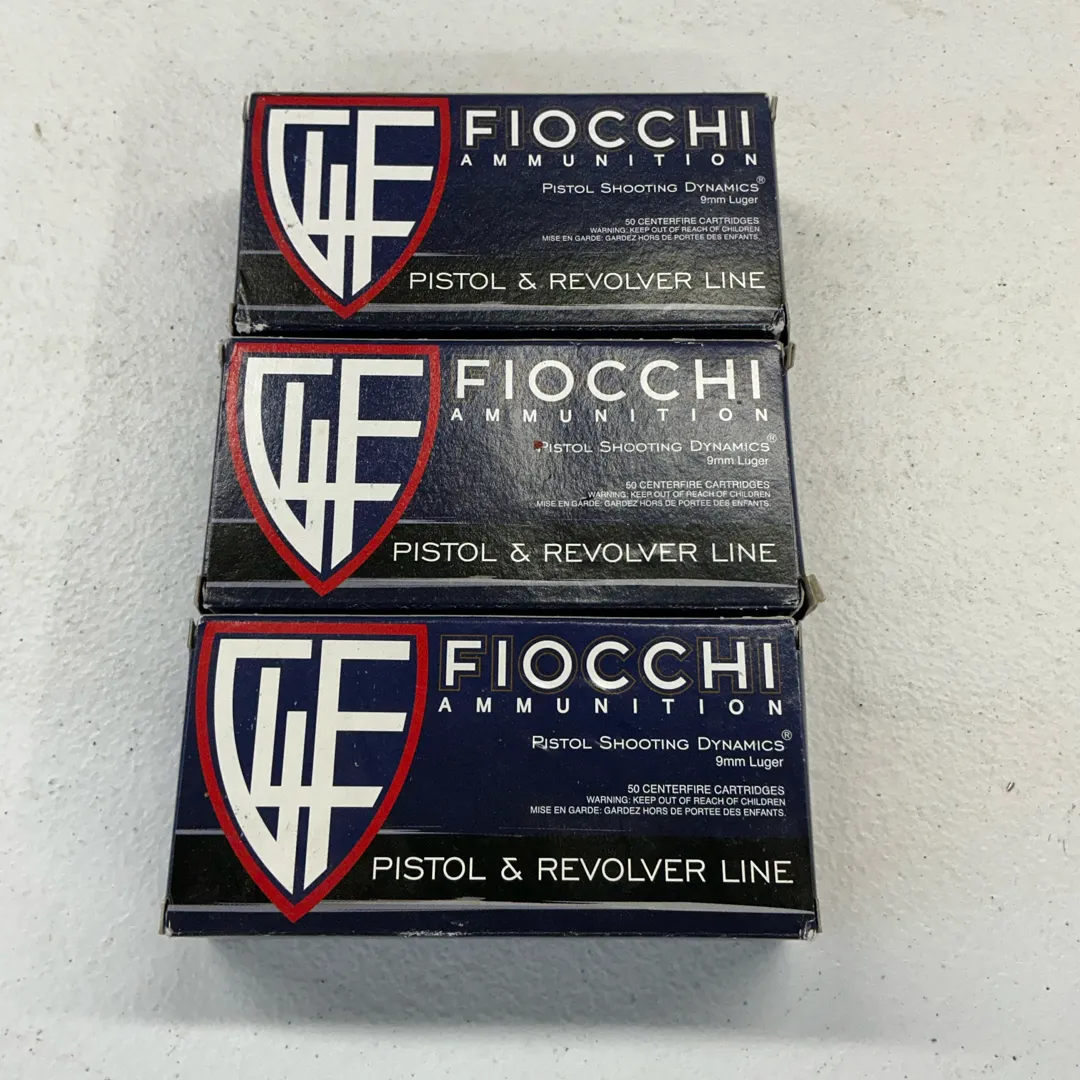 GFL
FIOCCHI
AMMUNITION
PISTOL SHOOTING DYNAMICS®
9mm Luger
50 CENTERFIRE CARTRIDGES
WARNING: KEEP OUT OF REACH OF CHILDREN
MISE EN GARDE: GARDEZ HORS DE PORTEE DES ENFANTS.
PISTOL & REVOLVER LINE
GFL
FIOCCHI
AMMUNITION
PISTOL SHOOTING DYNAMICS®
9mm Luger
50 CENTERFIRE CARTRIDGES
WARNING: KEEP OUT OF REACH OF CHILDREN
MISE EN GARDE: GARDEZ HORS DE PORTEE DES ENFANTS.
PISTOL & REVOLVER LINE
GFL
FIOCCHI
AMMUNITION
PISTOL SHOOTING DYNAMICS®
9mm Luger
50 CENTERFIRE CARTRIDGES
WARNING: KEEP OUT OF REACH OF CHILDREN
MISE EN GARDE: GARDEZ HORS DE PORTEE DES ENFANTS.
PISTOL & REVOLVER LINE